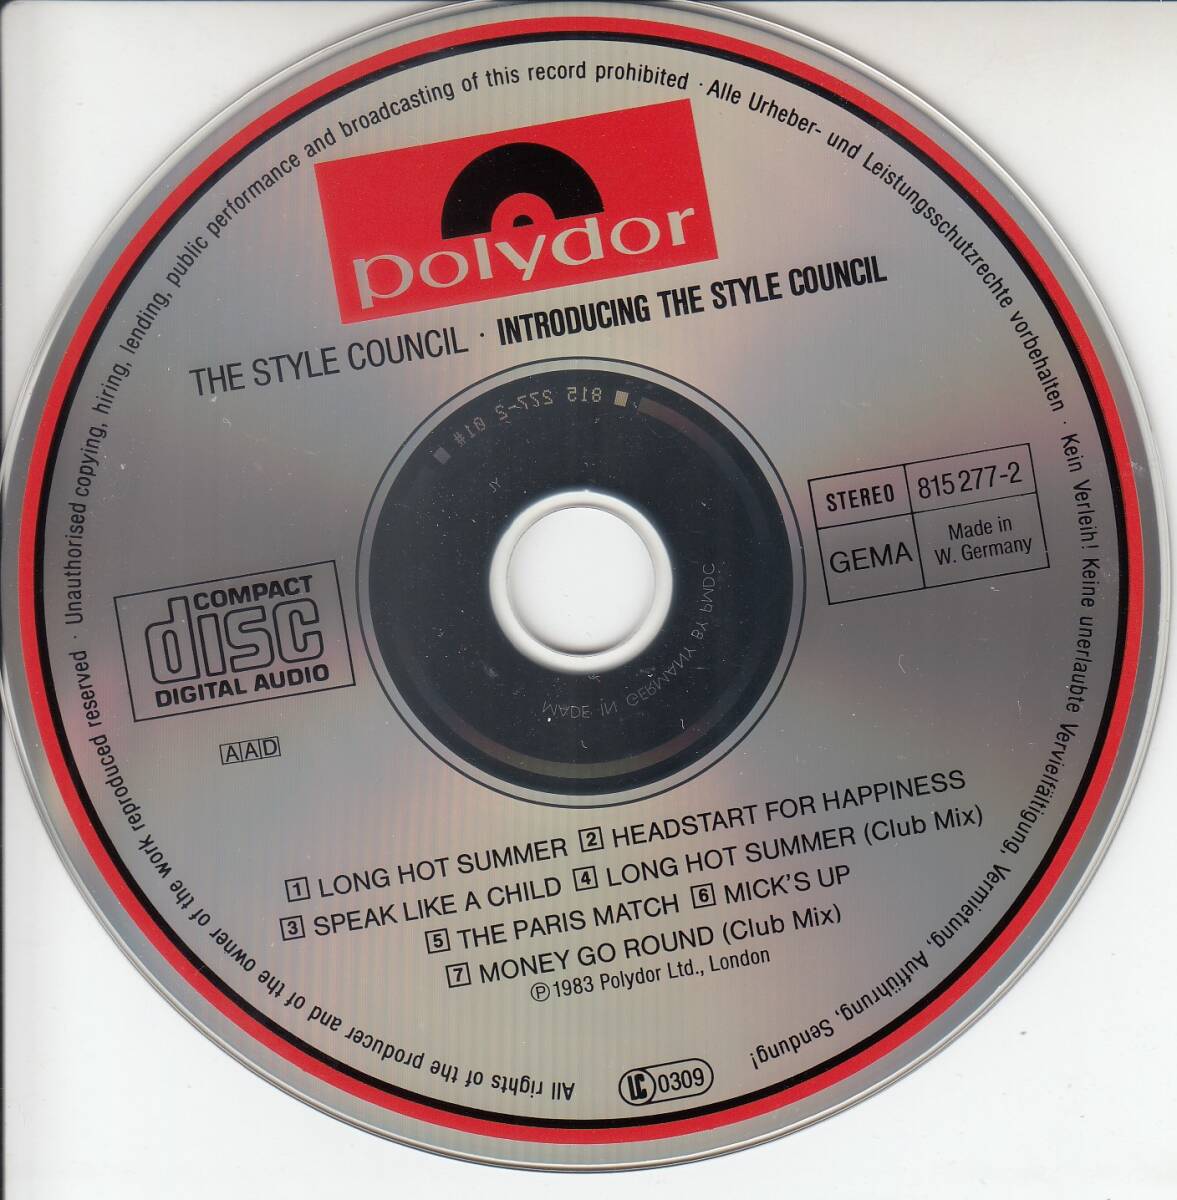 polydor
THE STYLE COUNCIL · INTRODUCING THE STYLE COUNCIL
815 227-2 01#
JY
STEREO 815 277-2
GEMA Made in W. Germany
MADE IN GERMANY BY PMDC
COMPACT
disc
DIGITAL AUDIO
AAD
1 LONG HOT SUMMER 2 HEADSTART FOR HAPPINESS
3 SPEAK LIKE A CHILD 4 LONG HOT SUMMER (Club Mix)
5 THE PARIS MATCH 6 MICK'S UP
7 MONEY GO ROUND (Club Mix)
℗ 1983 Polydor Ltd., London
LC 0309
All rights of the producer and of the owner of the work reproduced reserved · Unauthorised copying, hiring, lending, public performance and broadcasting of this record prohibited · Alle Urheber- und Leistungsschutzrechte vorbehalten · Kein Verleih! Keine unerlaubte Vervielfältigung, Vermietung, Aufführung, Sendung!